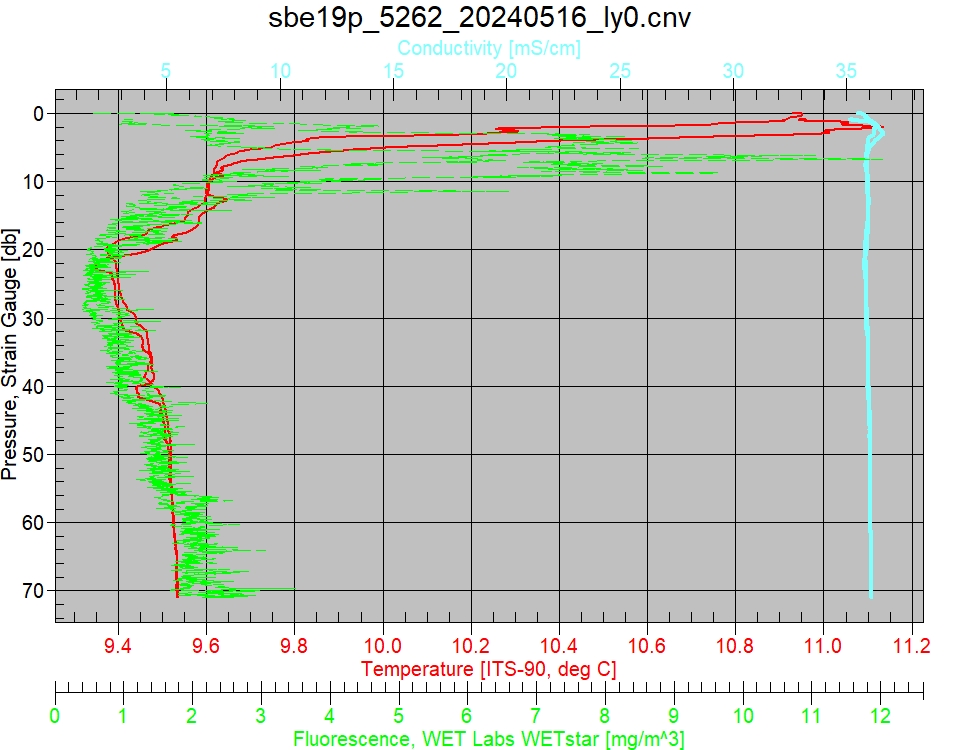 sbe19p_5262_20240516_ly0.cnv
Conductivity [mS/cm]
5 10 15 20 25 30 35
Pressure, Strain Gauge [db]
0
10
20
30
40
50
60
70
9.4 9.6 9.8 10.0 10.2 10.4 10.6 10.8 11.0 11.2
Temperature [ITS-90, deg C]
0 1 2 3 4 5 6 7 8 9 10 11 12
Fluorescence, WET Labs WETstar [mg/m^3]